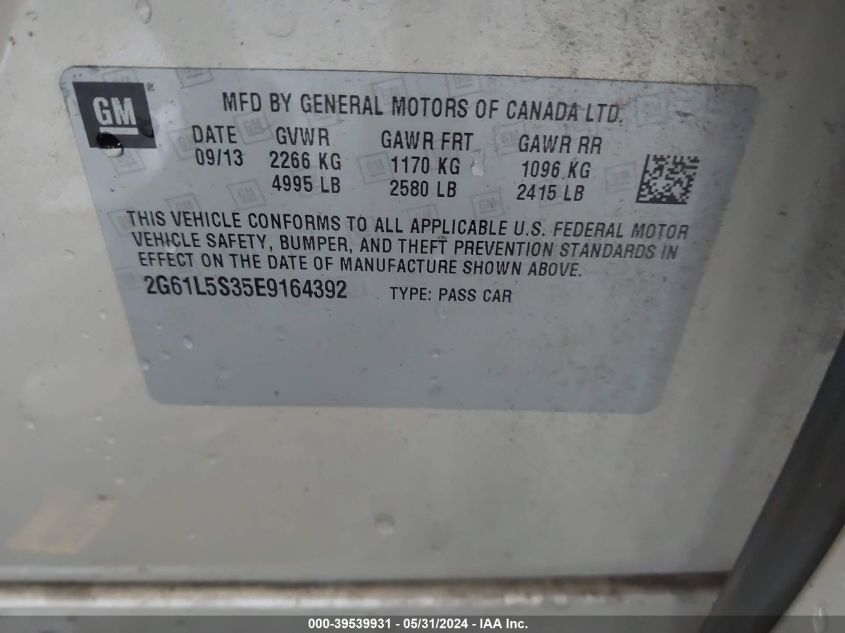 GM
MFD BY GENERAL MOTORS OF CANADA LTD.
DATE GVWR GAWR FRT GAWR RR
09/13 2266 KG 1170 KG 1096 KG
4995 LB 2580 LB 2415 LB
THIS VEHICLE CONFORMS TO ALL APPLICABLE U.S. FEDERAL MOTOR
VEHICLE SAFETY, BUMPER, AND THEFT PREVENTION STANDARDS IN
EFFECT ON THE DATE OF MANUFACTURE SHOWN ABOVE.
2G61L5S35E9164392 TYPE: PASS CAR
000-39539931 - 05/31/2024 - IAA Inc.